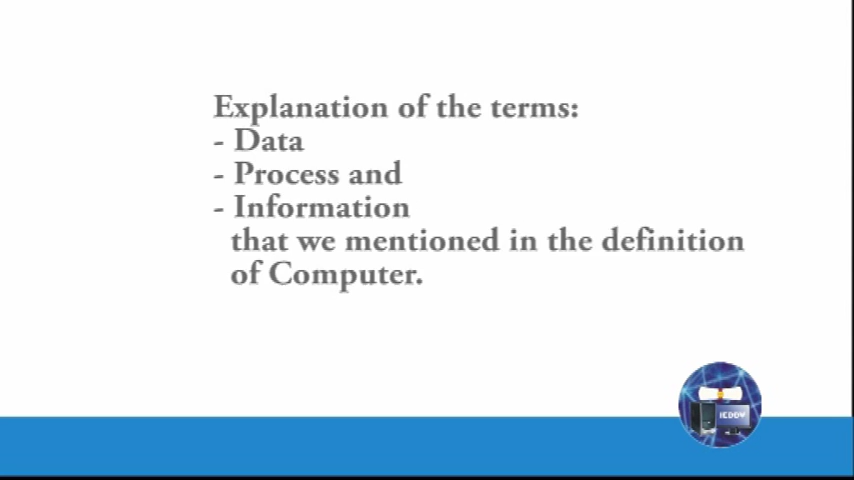 Explanation of the terms:
- Data
- Process and
- Information
that we mentioned in the definition
of Computer.